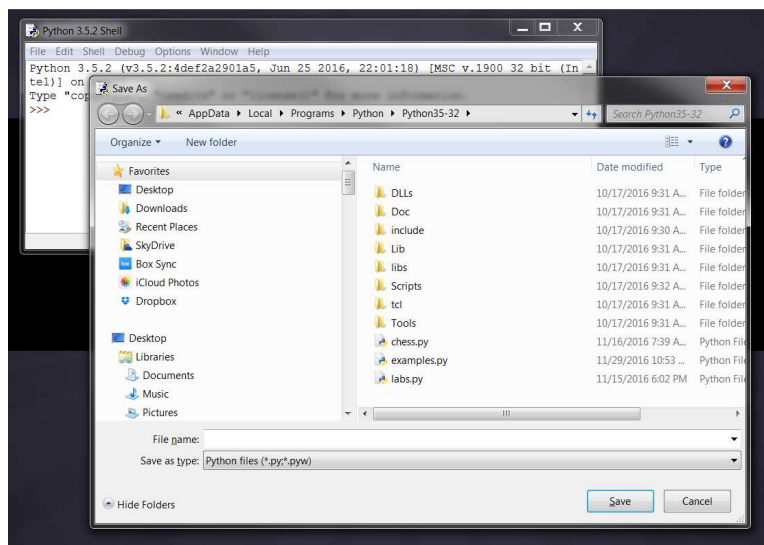 Python 3.5.2 Shell
File Edit Shell Debug Options Window Help
Python 3.5.2 (v3.5.2:4def2a2901a5, Jun 25 2016, 22:01:18) [MSC v.1900 32 bit (In
tel)] on
Type "cop
>>>
Save As
« AppData Local Programs Python Python35-32
Search Python35-32
Organize New folder
Favorites
Desktop
Downloads
Recent Places
SkyDrive
Box Sync
iCloud Photos
Dropbox
Desktop
Libraries
Documents
Music
Pictures
Name Date modified Type
DLLs 10/17/2016 9:31 A... File folder
Doc 10/17/2016 9:31 A... File folder
include 10/17/2016 9:30 A... File folder
Lib 10/17/2016 9:31 A... File folder
libs 10/17/2016 9:31 A... File folder
Scripts 10/17/2016 9:32 A... File folder
tcl 10/17/2016 9:31 A... File folder
Tools 10/17/2016 9:31 A... File folder
chess.py 11/16/2016 7:39 A... Python File
examples.py 11/29/2016 10:53 ... Python File
labs.py 11/15/2016 6:02 PM Python File
File name:
Save as type: Python files (*.py;*.pyw)
Hide Folders
Save Cancel